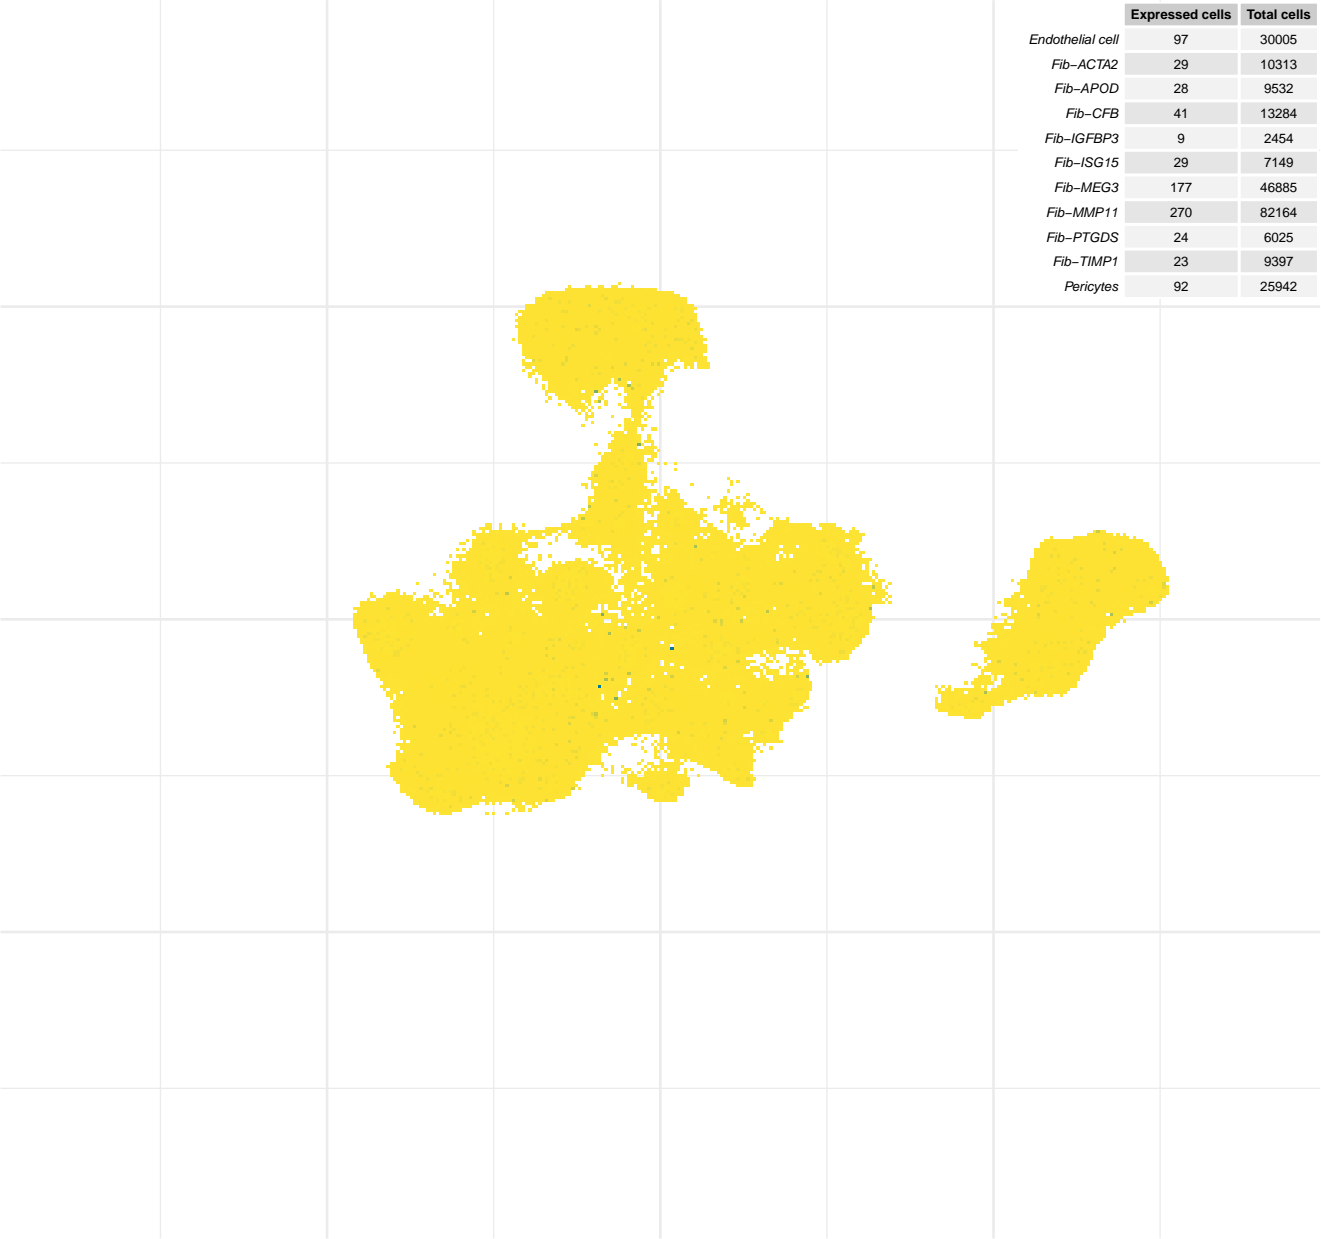 Expressed cells Total cells
Endothelial cell 97 30005
Fib−ACTA2 29 10313
Fib−APOD 28 9532
Fib−CFB 41 13284
Fib−IGFBP3 9 2454
Fib−ISG15 29 7149
Fib−MEG3 177 46885
Fib−MMP11 270 82164
Fib−PTGDS 24 6025
Fib−TIMP1 23 9397
Pericytes 92 25942